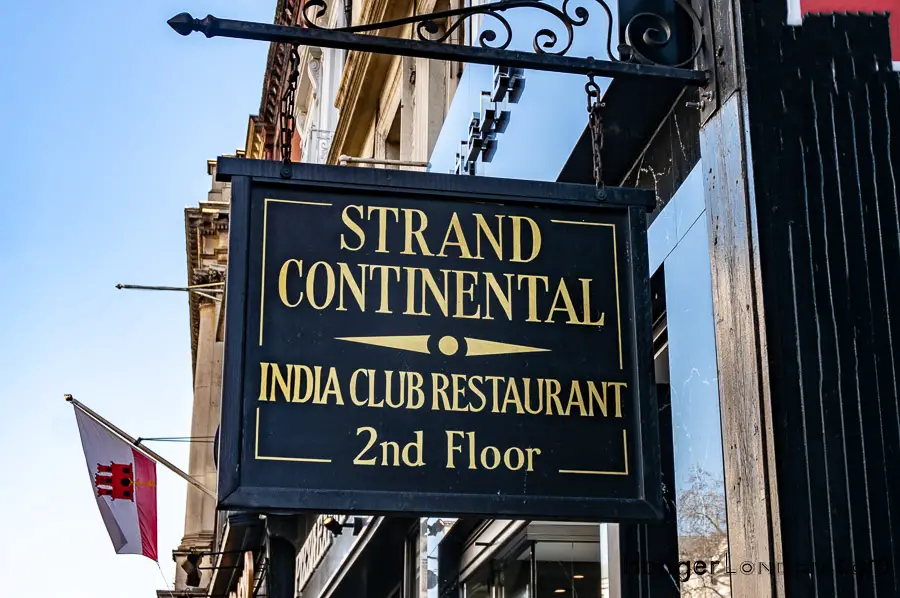 STRAND
CONTINENTAL
INDIA CLUB RESTAURANT
2nd Floor